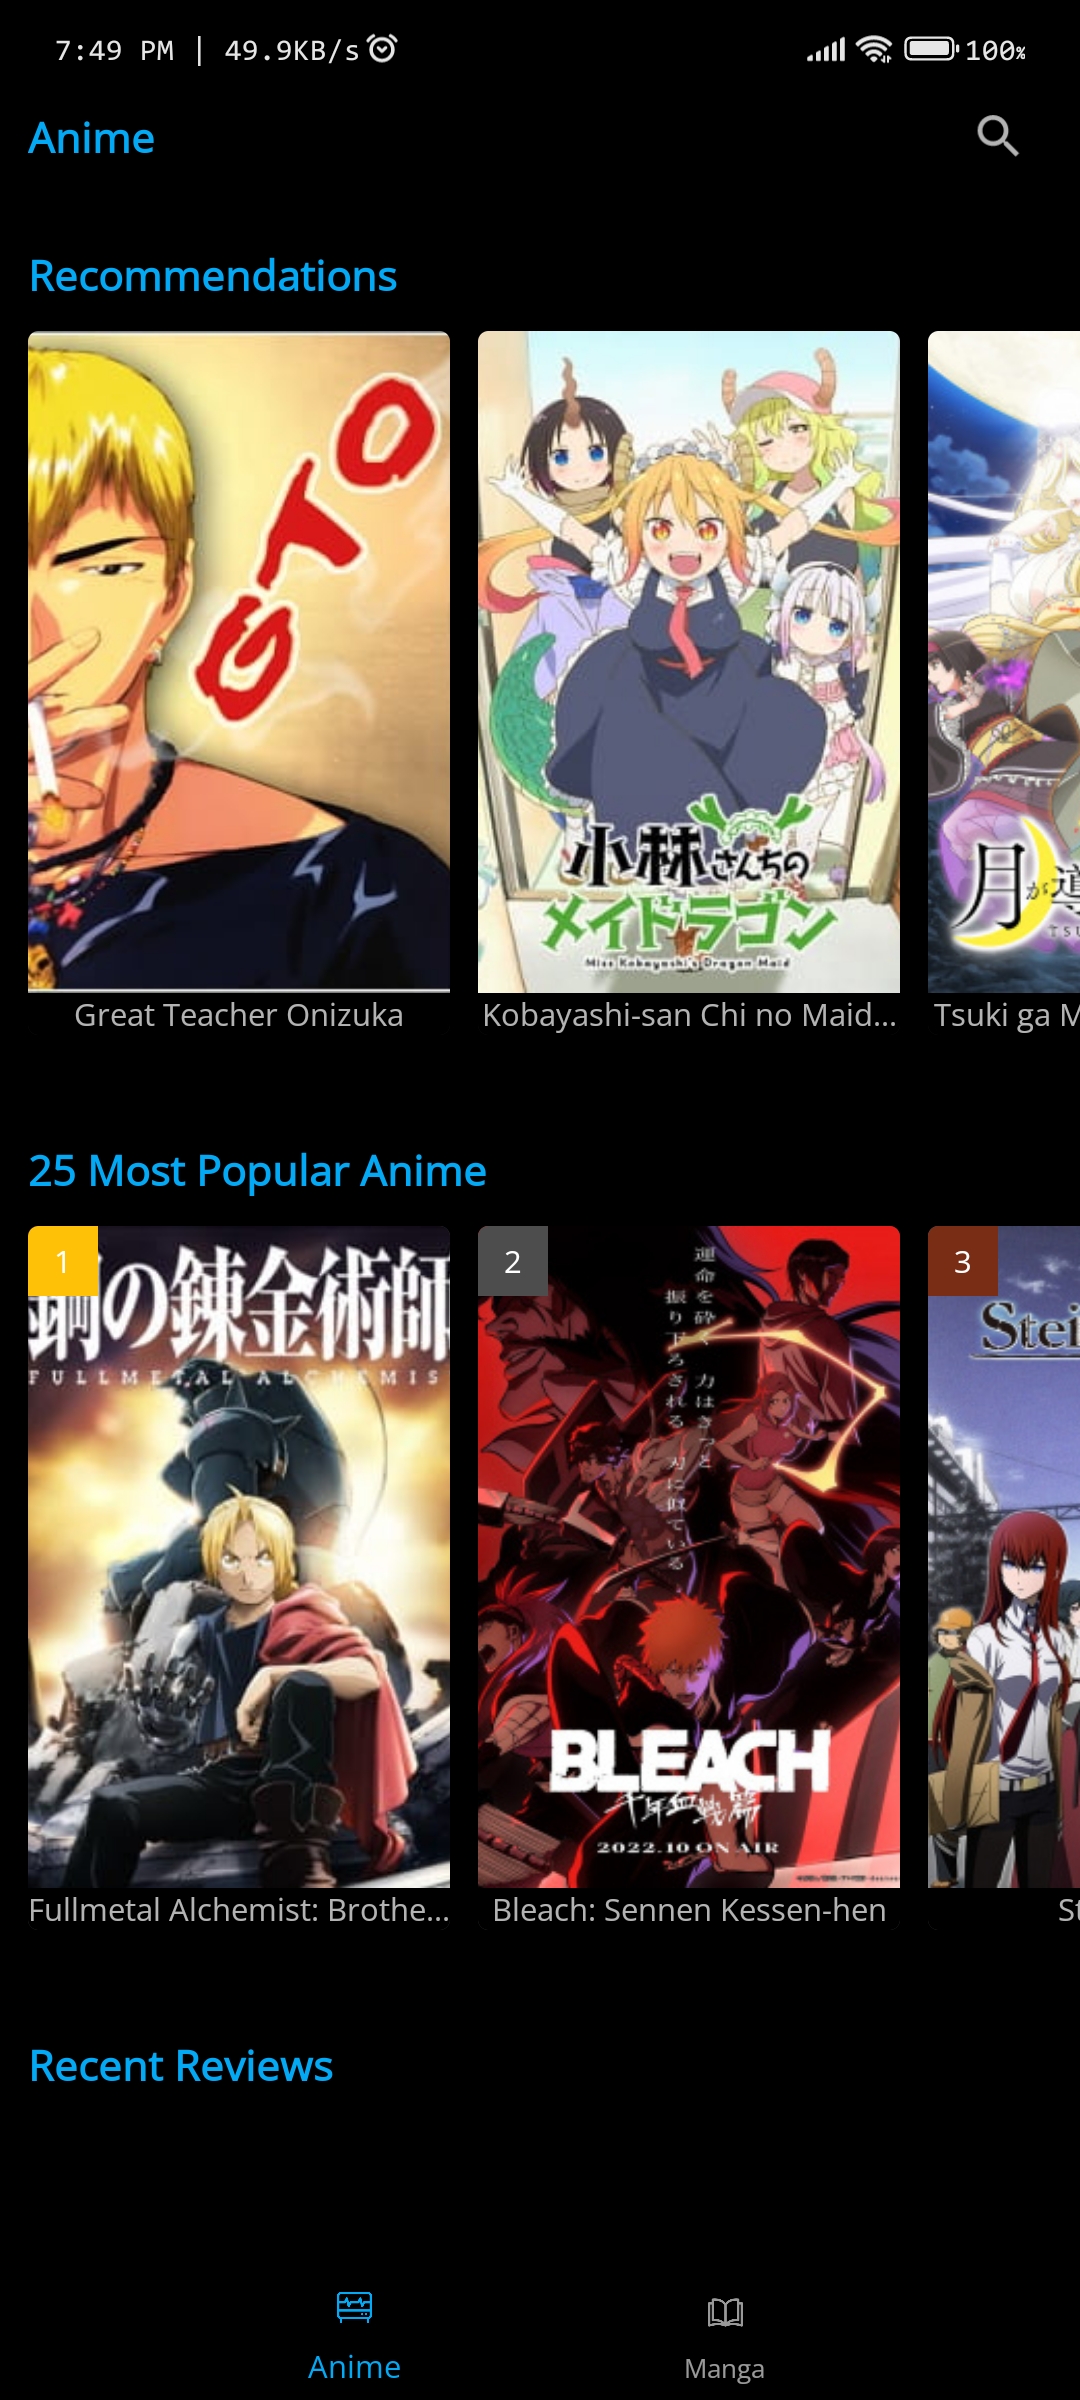 7:49 PM | 49.9KB/s
100%
Anime
Recommendations
GTO
小林さんちの
メイドラゴン
Miss Kobayashi's Dragon Maid
月が導
TSU
Great Teacher Onizuka
Kobayashi-san Chi no Maid...
Tsuki ga M
25 Most Popular Anime
1
鋼の錬金術師
FULLMETAL ALCHEMIS
2
運命を砕く 力はきっと
振り下ろされる 刃に似ている
BLEACH
千年血戦篇
2022.10 ON AIR
3
Stei
Fullmetal Alchemist: Brothe...
Bleach: Sennen Kessen-hen
St
Recent Reviews
Anime
Manga